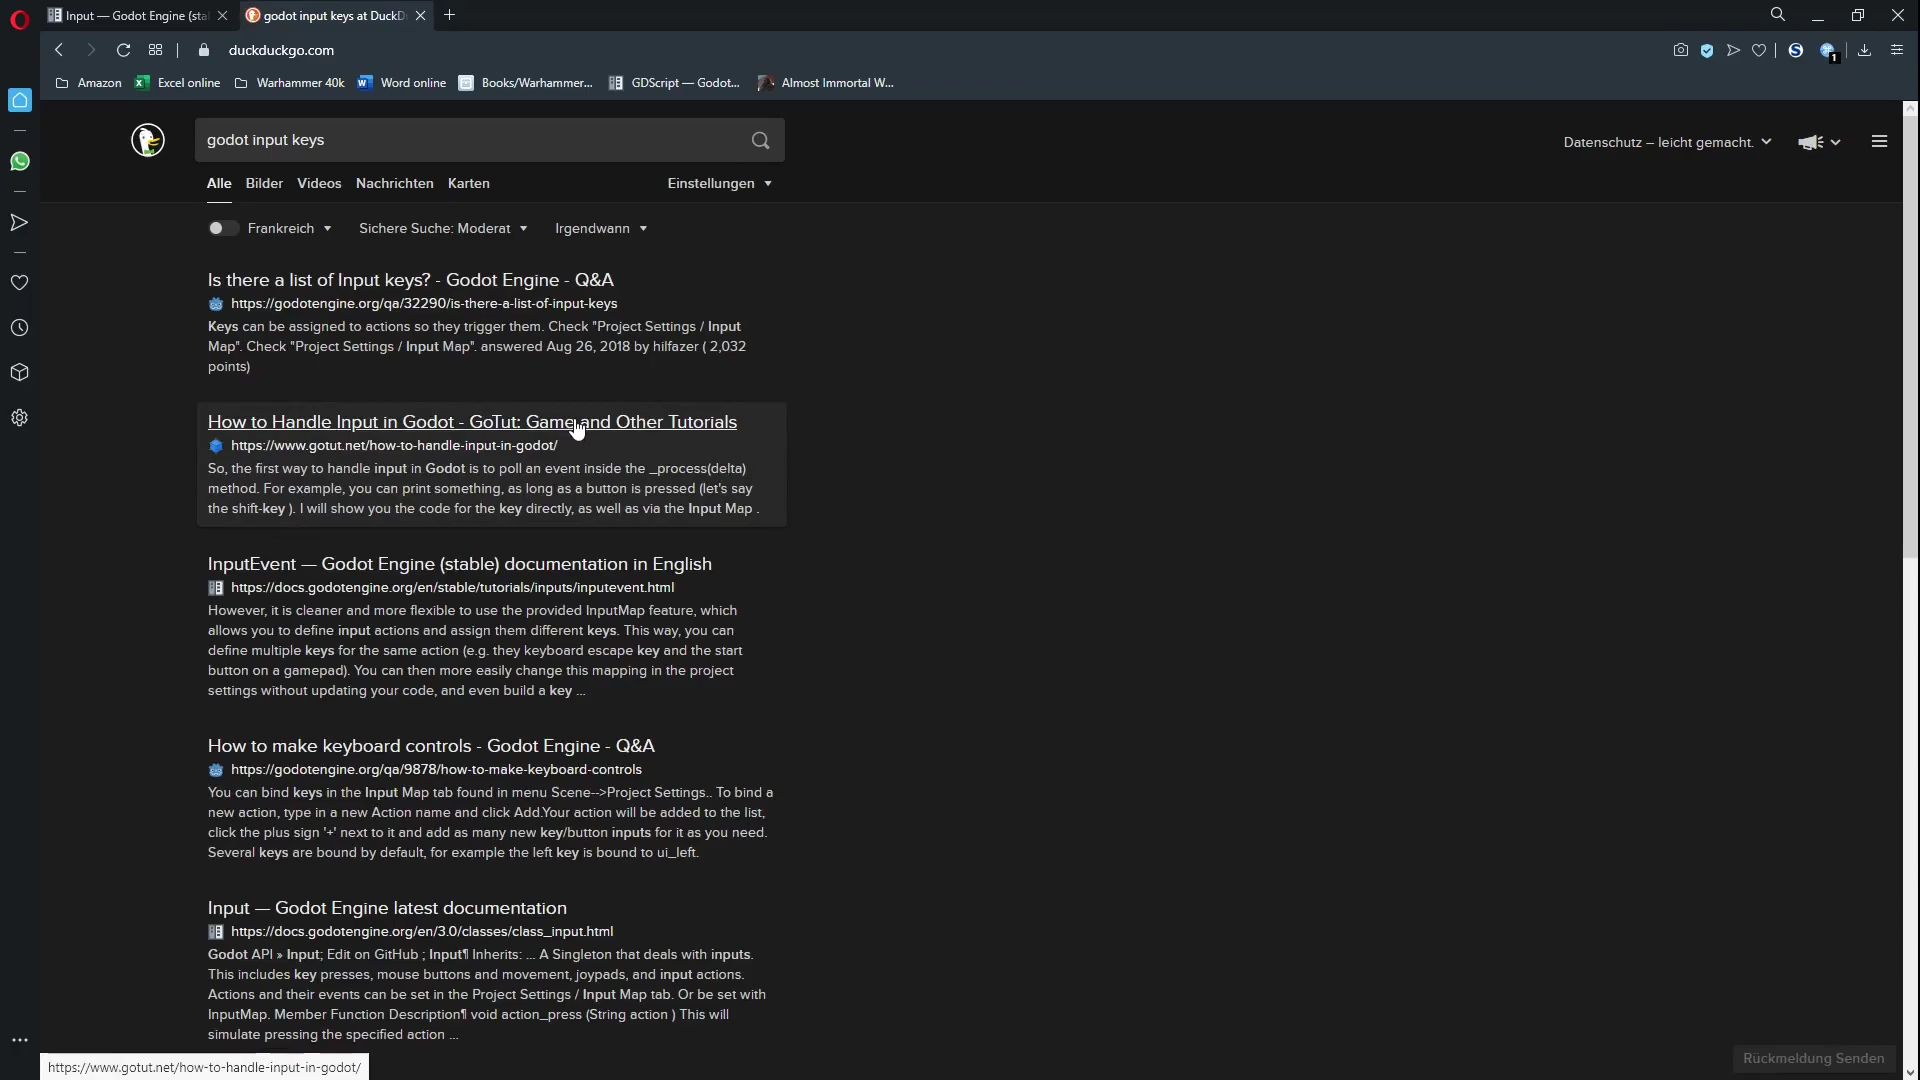 Input — Godot Engine (sta
godot input keys at DuckD
duckduckgo.com
1
Amazon
Excel online
Warhammer 40k
Word online
Books/Warhammer...
GDScript — Godot...
Almost Immortal W...
godot input keys
Datenschutz – leicht gemacht.
Alle Bilder Videos Nachrichten Karten Einstellungen
Frankreich Sichere Suche: Moderat Irgendwann
Is there a list of Input keys? - Godot Engine - Q&A
https://godotengine.org/qa/32290/is-there-a-list-of-input-keys
Keys can be assigned to actions so they trigger them. Check "Project Settings / Input
Map". Check "Project Settings / Input Map". answered Aug 26, 2018 by hilfazer ( 2,032
points)
How to Handle Input in Godot - GoTut: Game and Other Tutorials
https://www.gotut.net/how-to-handle-input-in-godot/
So, the first way to handle input in Godot is to poll an event inside the _process(delta)
method. For example, you can print something, as long as a button is pressed (let's say
the shift-key ). I will show you the code for the key directly, as well as via the Input Map .
InputEvent — Godot Engine (stable) documentation in English
https://docs.godotengine.org/en/stable/tutorials/inputs/inputevent.html
However, it is cleaner and more flexible to use the provided InputMap feature, which
allows you to define input actions and assign them different keys. This way, you can
define multiple keys for the same action (e.g. they keyboard escape key and the start
button on a gamepad). You can then more easily change this mapping in the project
settings without updating your code, and even build a key ...
How to make keyboard controls - Godot Engine - Q&A
https://godotengine.org/qa/9878/how-to-make-keyboard-controls
You can bind keys in the Input Map tab found in menu Scene-->Project Settings.. To bind a
new action, type in a new Action name and click Add.Your action will be added to the list,
click the plus sign '+' next to it and add as many new key/button inputs for it as you need.
Several keys are bound by default, for example the left key is bound to ui_left.
Input — Godot Engine latest documentation
https://docs.godotengine.org/en/3.0/classes/class_input.html
Godot API » Input; Edit on GitHub ; Input¶ Inherits: ... A Singleton that deals with inputs.
This includes key presses, mouse buttons and movement, joypads, and input actions.
Actions and their events can be set in the Project Settings / Input Map tab. Or be set with
InputMap. Member Function Description¶ void action_press (String action ) This will
simulate pressing the specified action ...
https://www.gotut.net/how-to-handle-input-in-godot/
Rückmeldung Senden